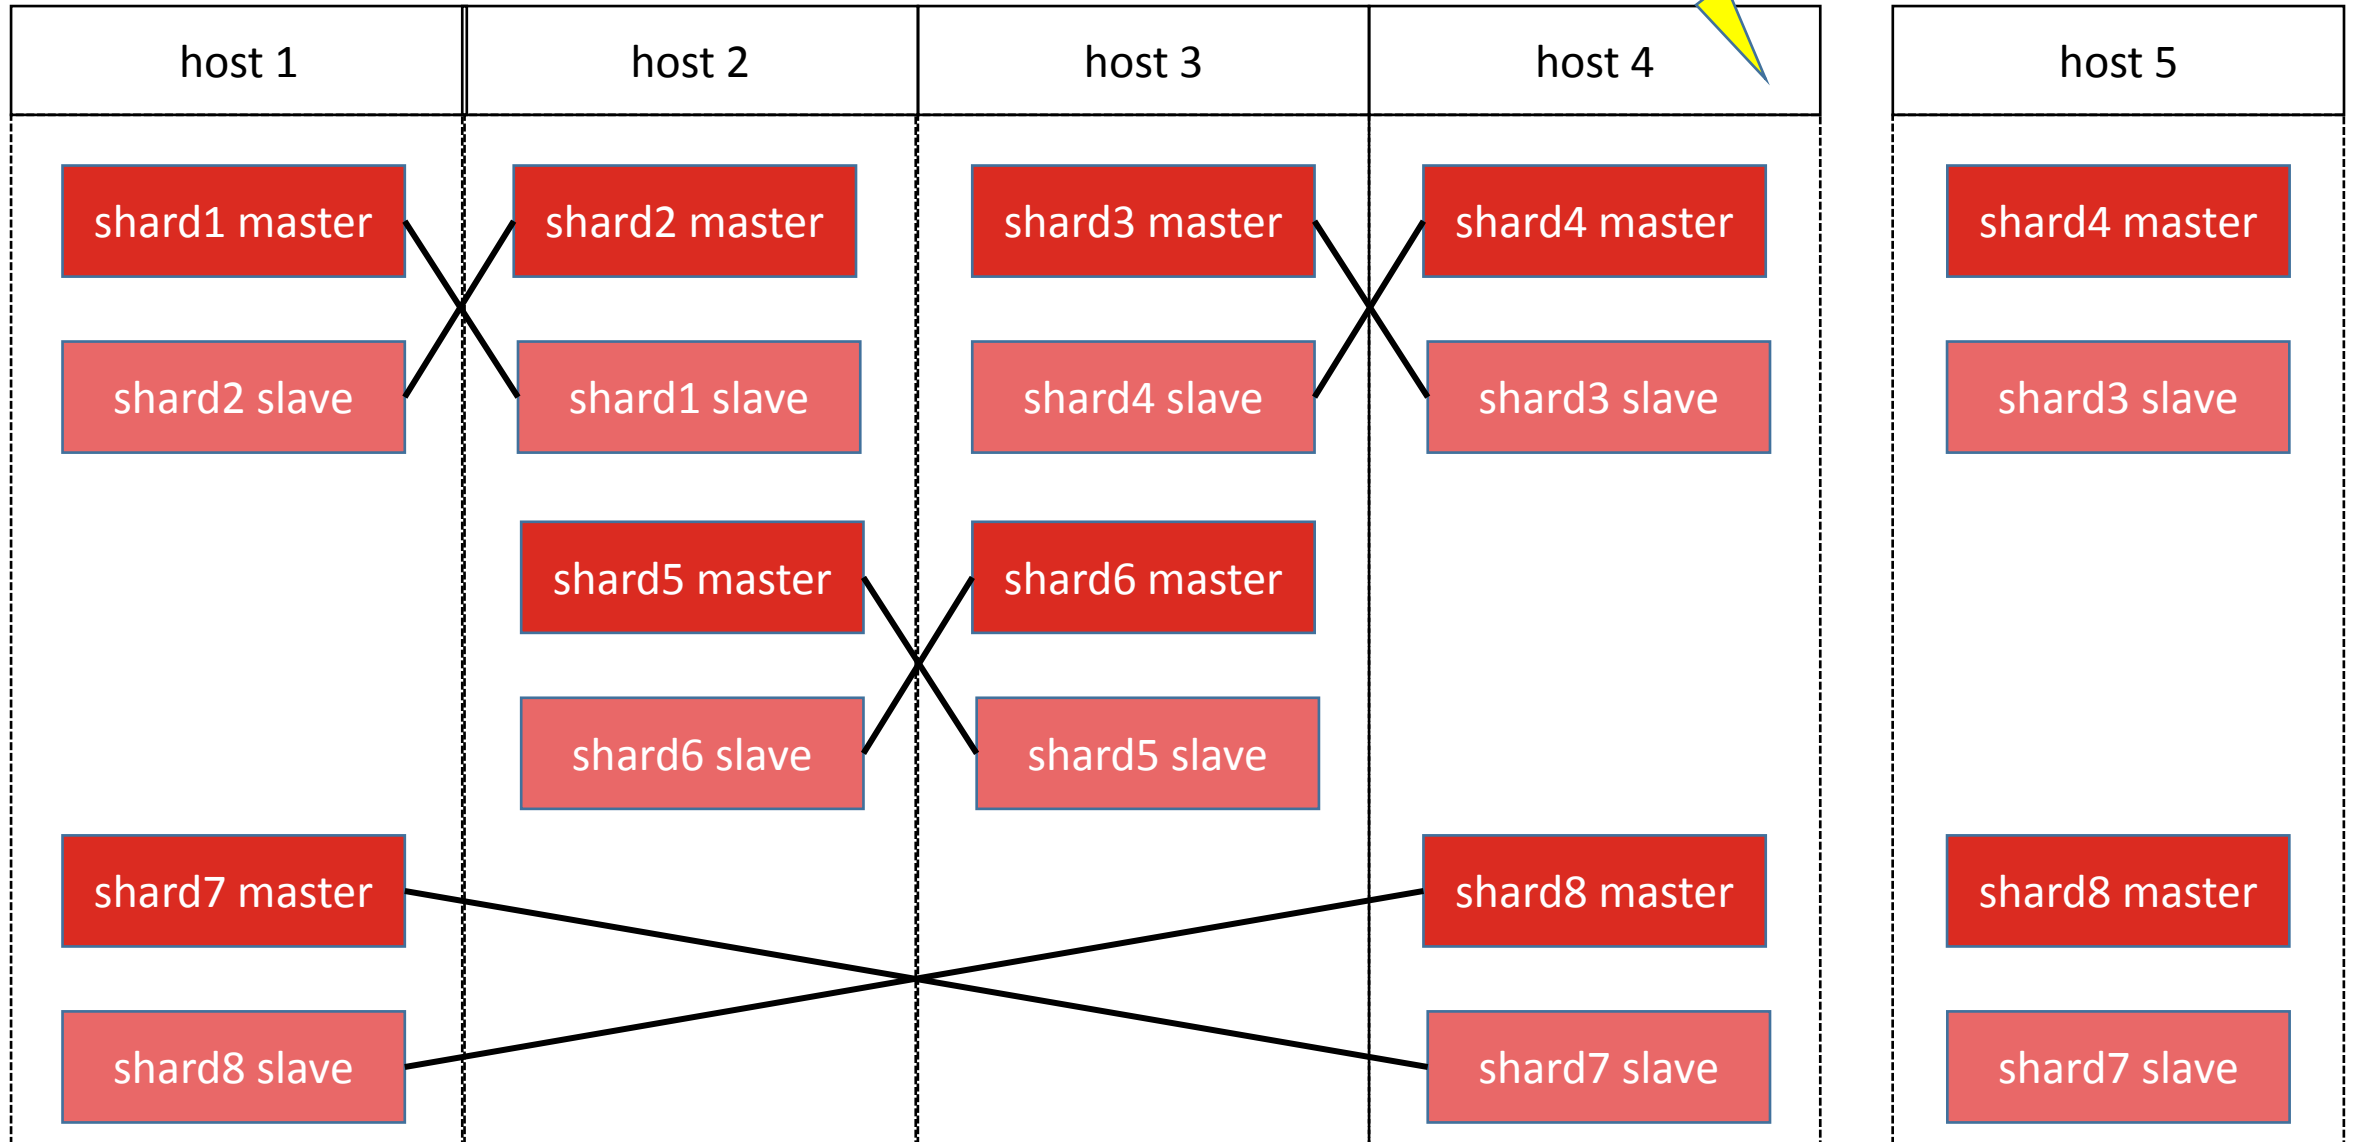 host 1
host 2
host 3
host 4
host 5
shard1 master
shard2 master
shard3 master
shard4 master
shard4 master
shard2 slave
shard1 slave
shard4 slave
shard3 slave
shard3 slave
shard5 master
shard6 master
shard6 slave
shard5 slave
shard7 master
shard8 master
shard8 master
shard8 slave
shard7 slave
shard7 slave